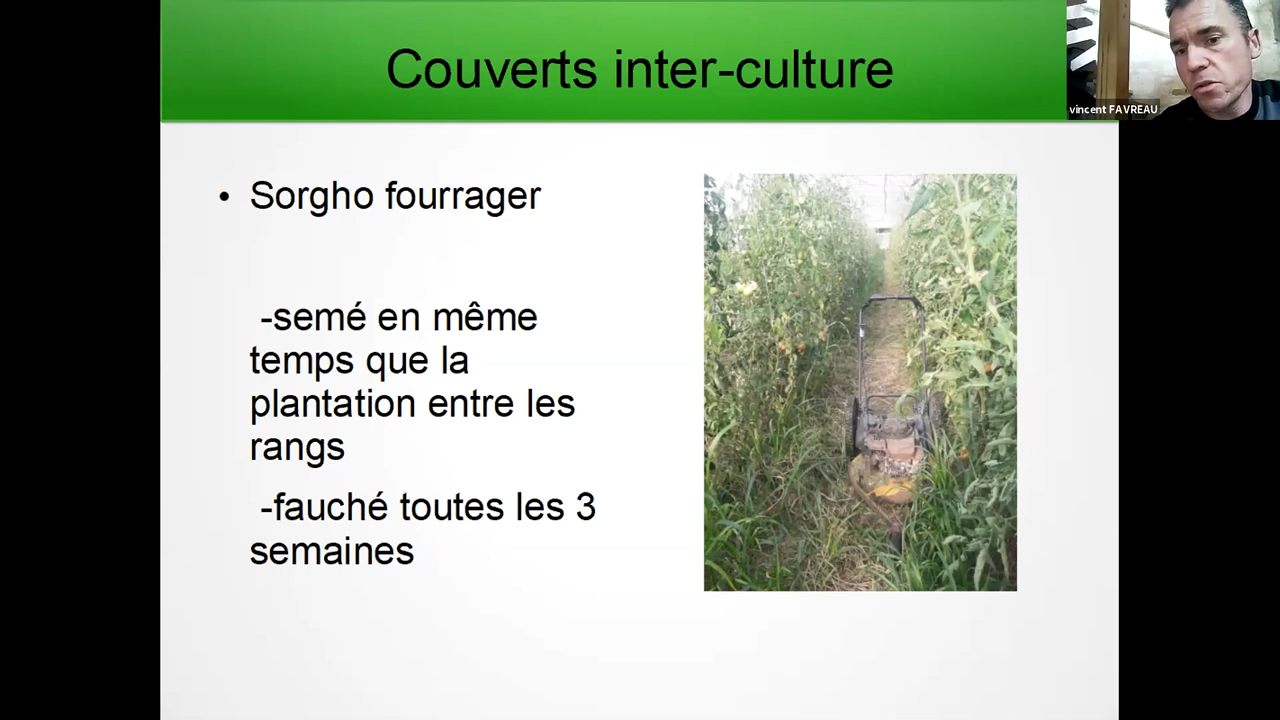 Couverts inter-culture
vincent FAVREAU
• Sorgho fourrager
-semé en même
temps que la
plantation entre les
rangs
-fauché toutes les 3
semaines